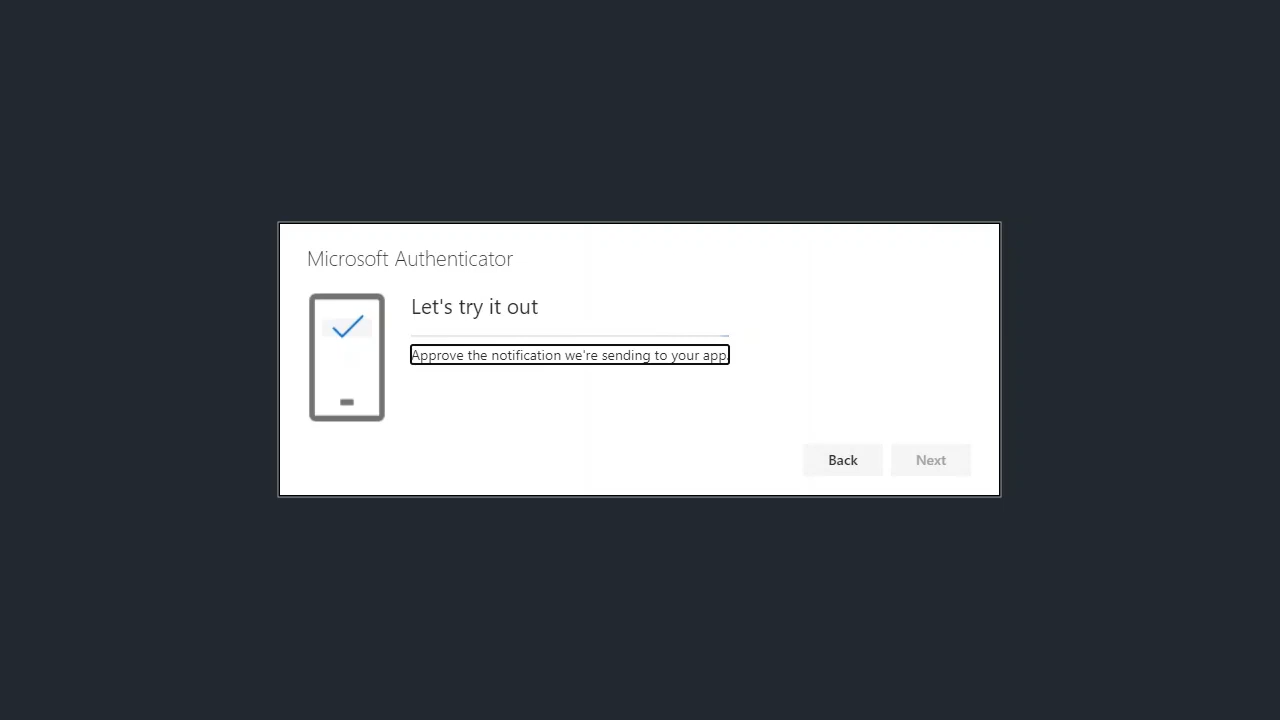 Microsoft Authenticator
Let's try it out
Approve the notification we're sending to your app.
Back
Next